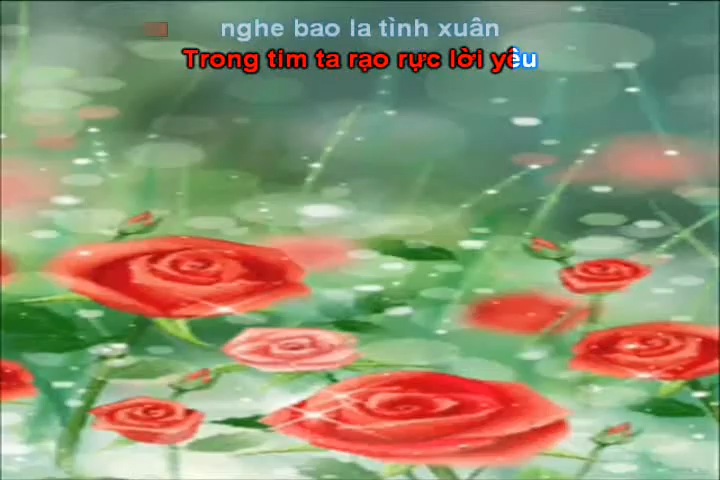 nghe bao la tình xuân
Trong tim ta rạo rực lời yêu